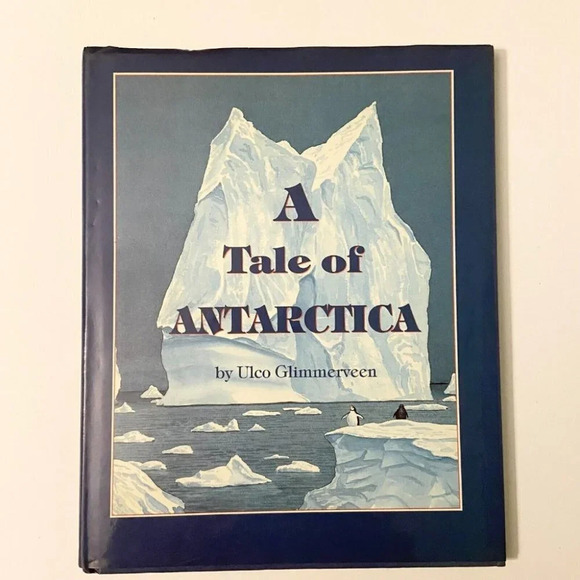 A
Tale of
ANTARCTICA
by Ulco Glimmerveen